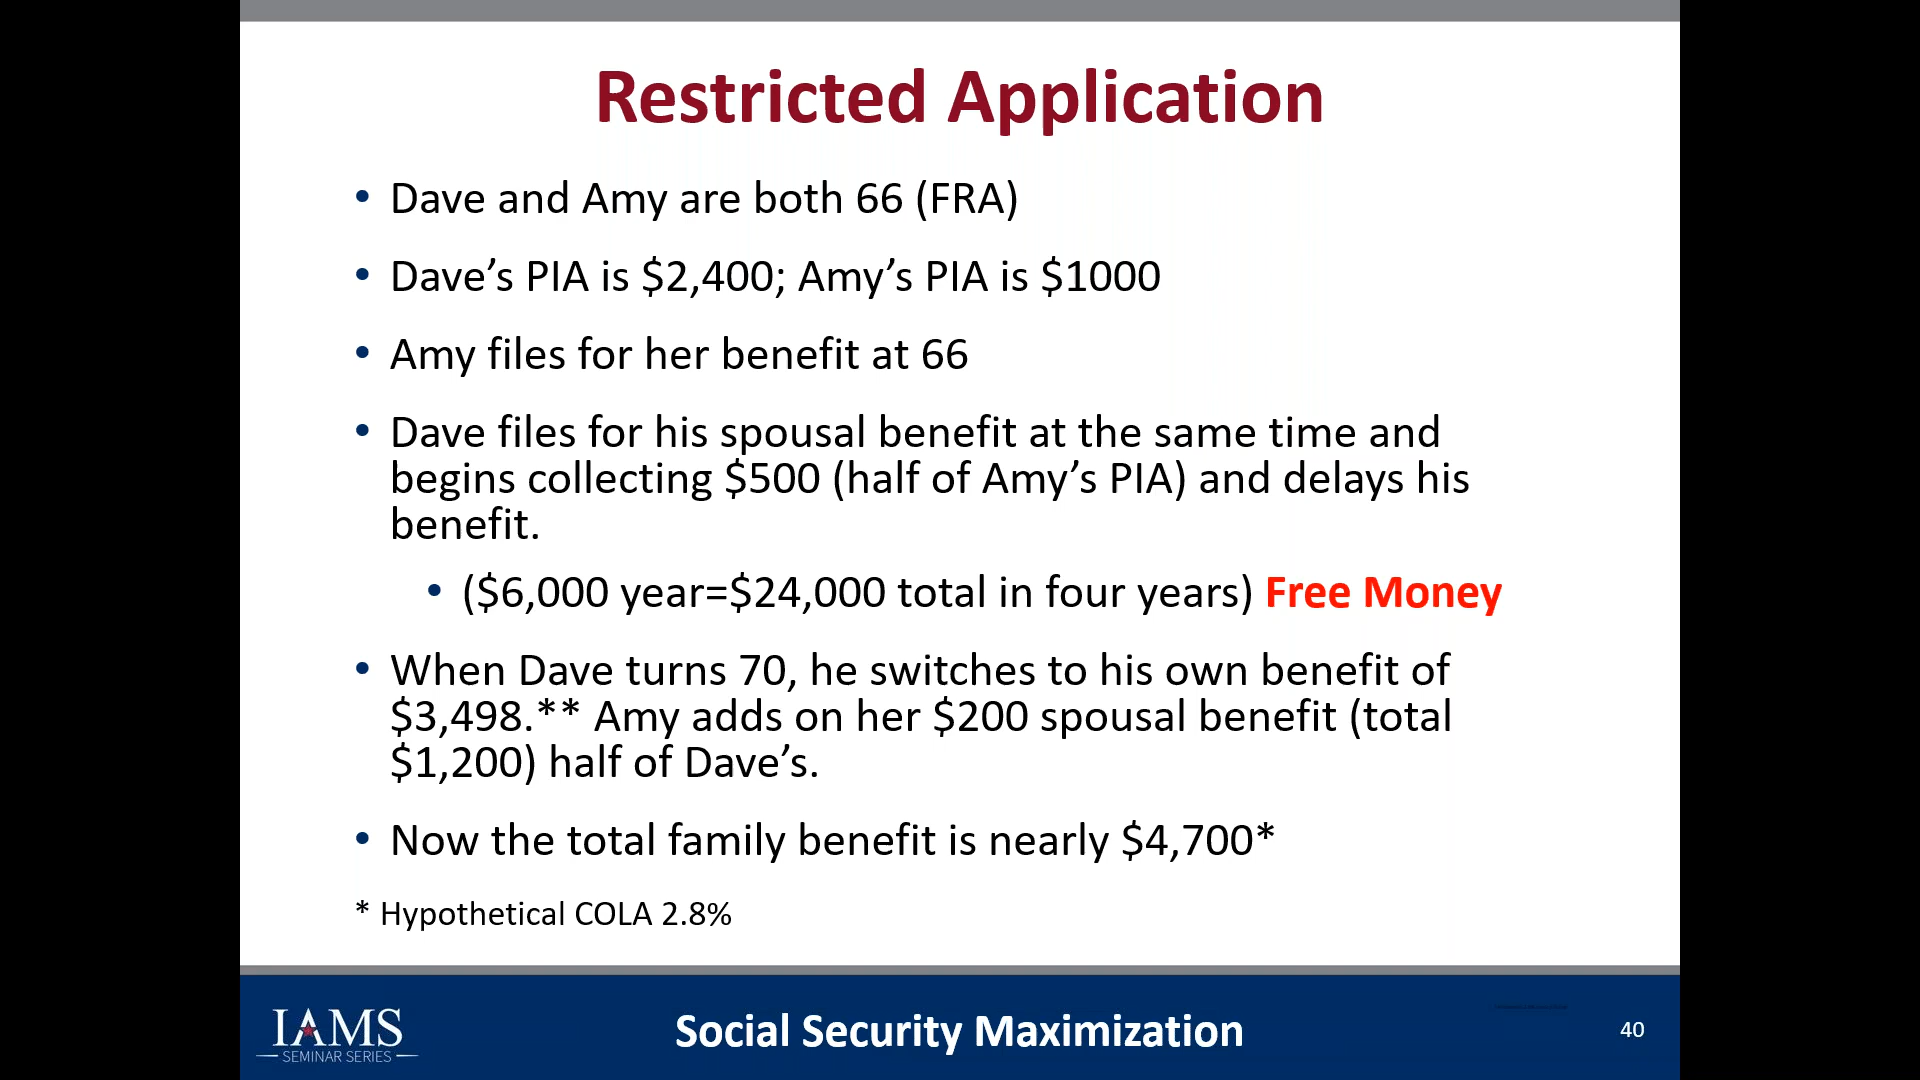 Restricted Application
• Dave and Amy are both 66 (FRA)
• Dave’s PIA is $2,400; Amy’s PIA is $1000
• Amy files for her benefit at 66
• Dave files for his spousal benefit at the same time and
begins collecting $500 (half of Amy’s PIA) and delays his
benefit.
• ($6,000 year=$24,000 total in four years) Free Money
• When Dave turns 70, he switches to his own benefit of
$3,498.** Amy adds on her $200 spousal benefit (total
$1,200) half of Dave’s.
• Now the total family benefit is nearly $4,700*
* Hypothetical COLA 2.8%
IAMS
SEMINAR SERIES
Social Security Maximization
40